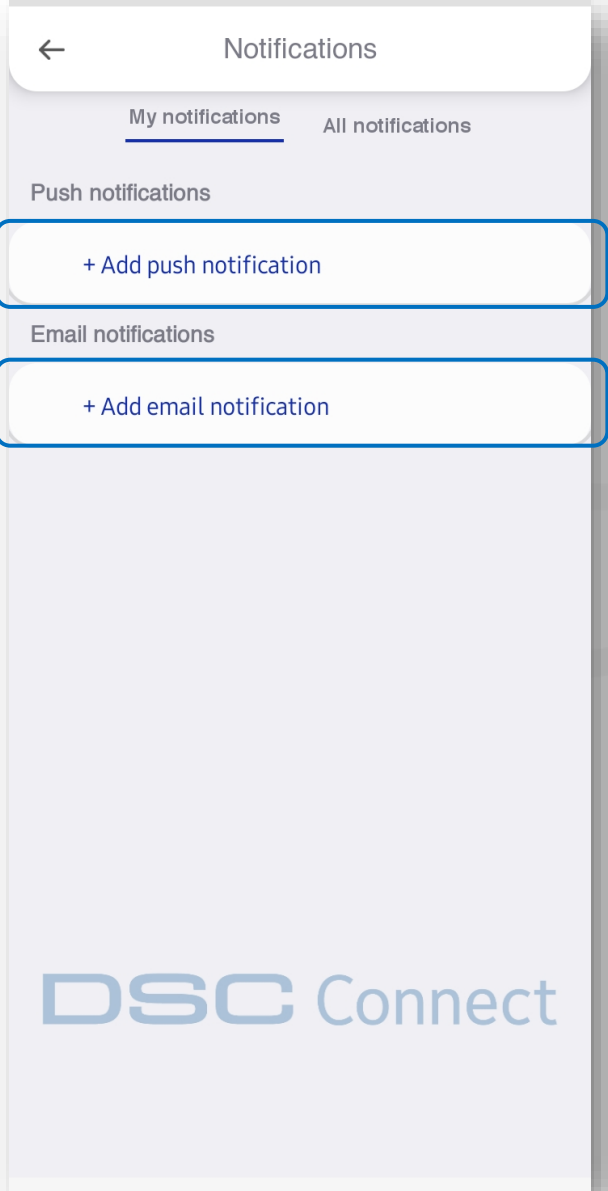 Notifications
My notifications
All notifications
Push notifications
+ Add push notification
Email notifications
+ Add email notification
DSC Connect